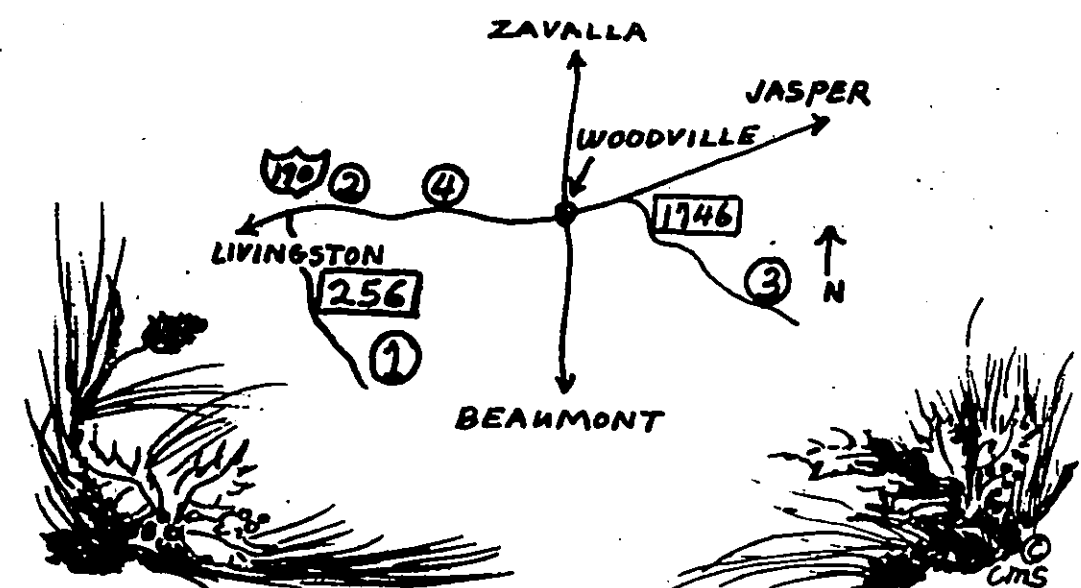 ZAVALLA
JASPER
WOODVILLE
190
2
4
1746
LIVINGSTON
256
3
N
1
BEAUMONT
©
cms